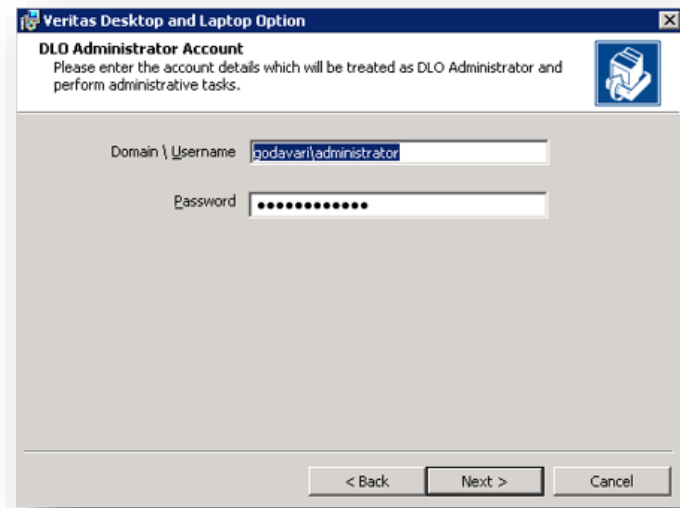 Veritas Desktop and Laptop Option
DLO Administrator Account
Please enter the account details which will be treated as DLO Administrator and
perform administrative tasks.
Domain \ Username godavari\administrator
Password ●●●●●●●●●●●●
< Back Next > Cancel